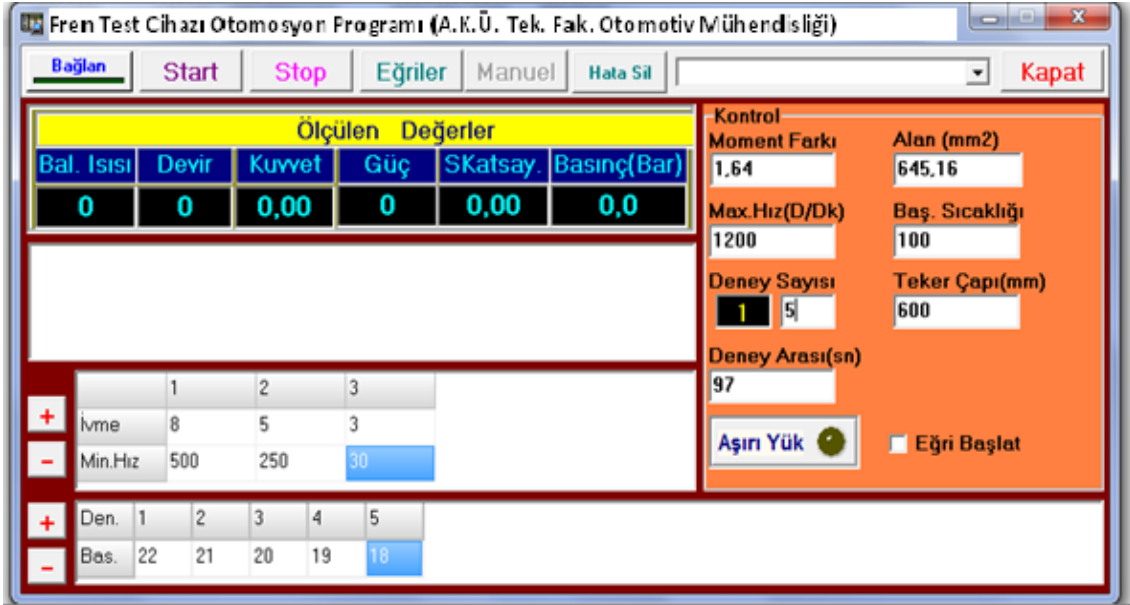 Fren Test Cihazı Otomosyon Programı (A.K.Ü. Tek. Fak. Otomotiv Mühendisliği)
Bağlan Start Stop Eğriler Manuel Hata Sil Kapat
Ölçülen Değerler
Bal. Isısı Devir Kuvvet Güç SKatsay. Basınç(Bar)
0 0 0,00 0 0,00 0,0
Kontrol
Moment Farkı Alan (mm2)
1,64 645,16
Max.Hız(D/Dk) Baş. Sıcaklığı
1200 100
Deney Sayısı Teker Çapı(mm)
1 5 600
Deney Arası(sn)
97
Aşırı Yük Eğri Başlat
1 2 3
+ İvme 8 5 3
- Min.Hız 500 250 30
+ Den. 1 2 3 4 5
- Bas. 22 21 20 19 18